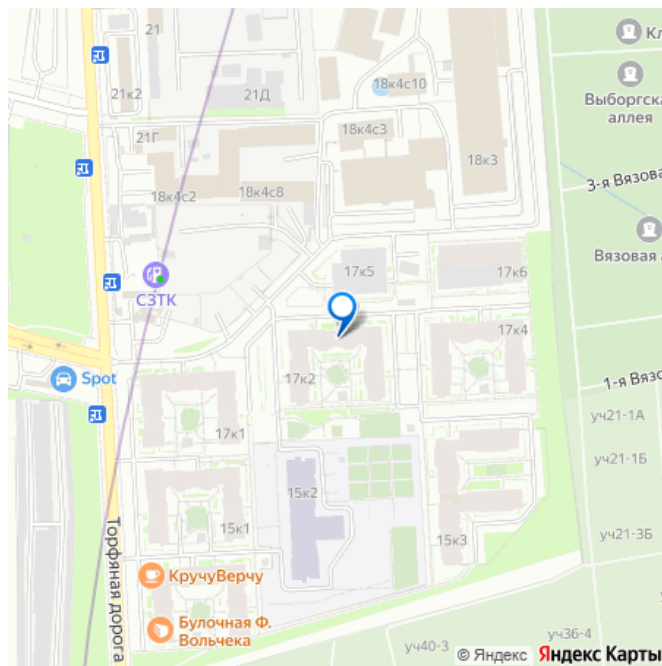 21
Кл
21к2
21Д
18к4с10
Выборгска
аллея
21Г
18к4с3
18к3
18к4с2
18к4с8
3-я Вязова
Вязовая а
СЗТК
17к5
17к6
17к4
Spot
17к2
1-я Вязо
17к1
уч21-1А
уч21-1Б
15к2
15к1
15к3
уч21-3Б
Торфяная дорога
КручуВерчу
Булочная Ф.
Вольчека
уч40-3
уч36-4
© Яндекс Яндекс Карты